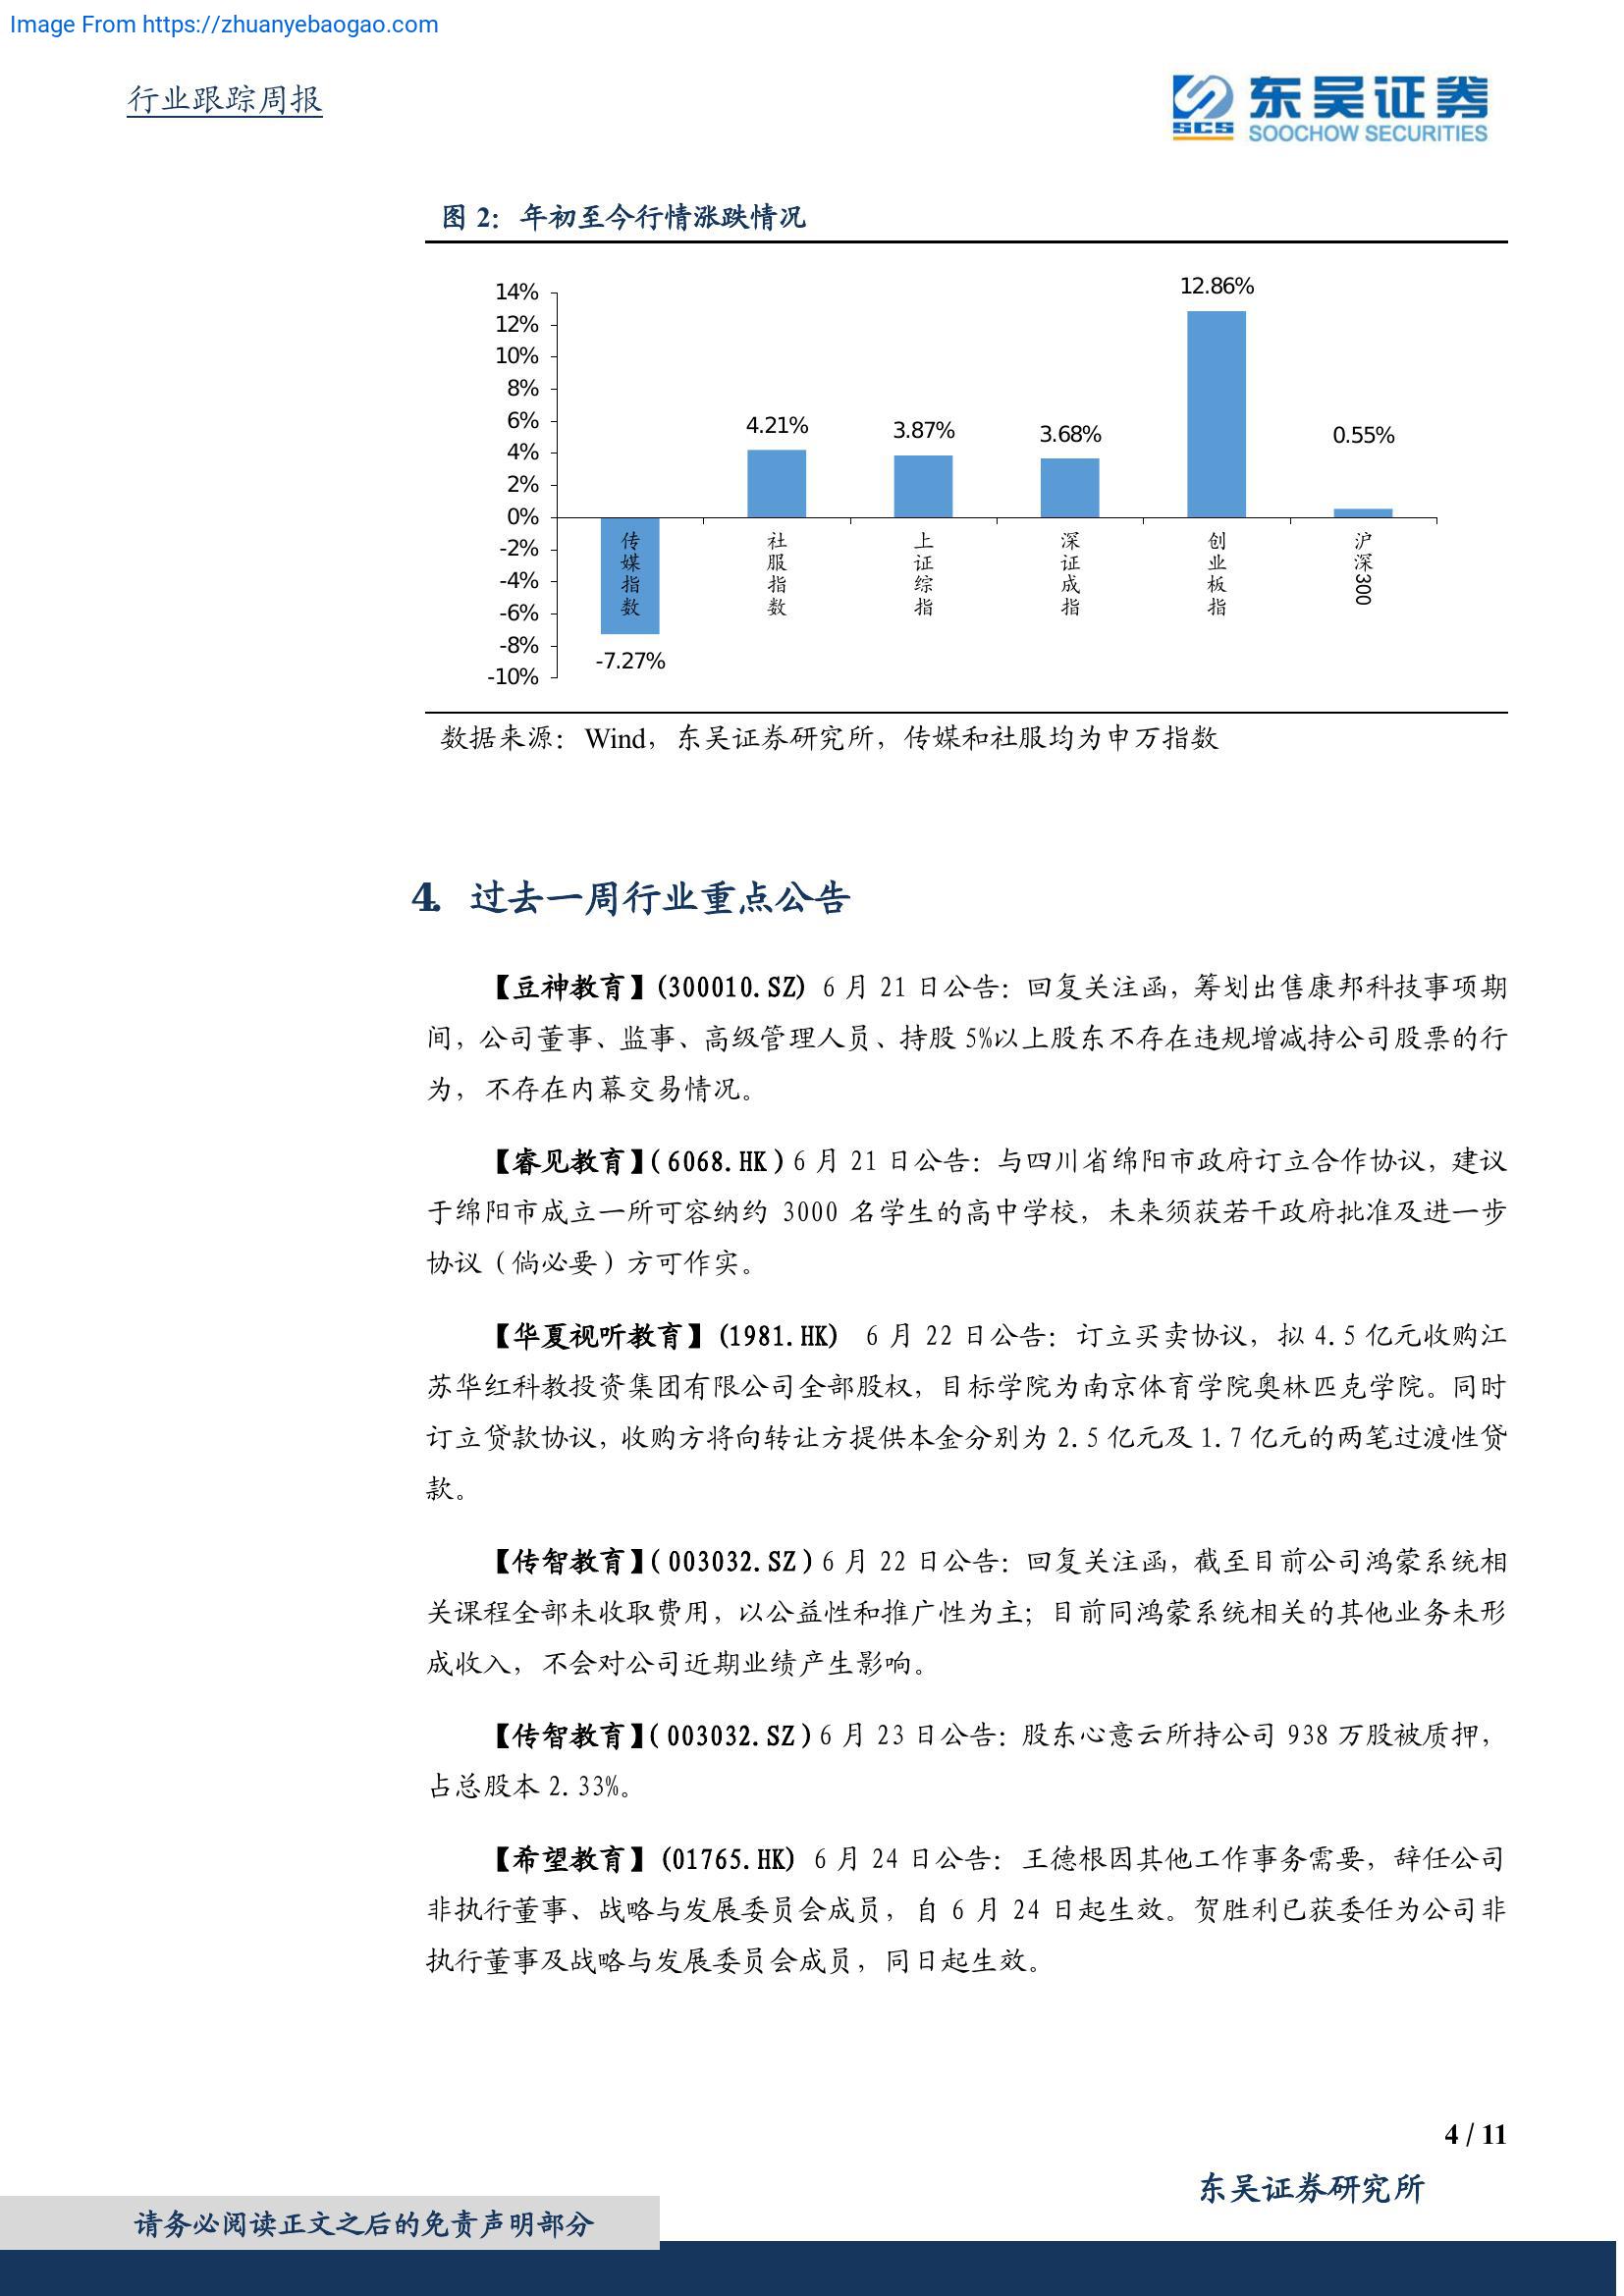 Image From https://zhuanyebaogao.com
行业跟踪周报
SCS 东吴证券
SOOCHOW SECURITIES
图 2：年初至今行情涨跌情况
14%
12%
10%
8%
6%
4%
2%
0%
-2%
-4%
-6%
-8%
-10%
-7.27%
4.21%
3.87%
3.68%
12.86%
0.55%
传媒指数
社服指数
上证综指
深证成指
创业板指
沪深300
数据来源：Wind，东吴证券研究所，传媒和社服均为申万指数
4. 过去一周行业重点公告
【豆神教育】(300010.SZ) 6 月 21 日公告：回复关注函，筹划出售康邦科技事项期
间，公司董事、监事、高级管理人员、持股 5%以上股东不存在违规增减持公司股票的行
为，不存在内幕交易情况。
【睿见教育】(6068.HK)6 月 21 日公告：与四川省绵阳市政府订立合作协议，建议
于绵阳市成立一所可容纳约 3000 名学生的高中学校，未来须获若干政府批准及进一步
协议（倘必要）方可作实。
【华夏视听教育】(1981.HK) 6 月 22 日公告：订立买卖协议，拟 4.5 亿元收购江
苏华红科教投资集团有限公司全部股权，目标学院为南京体育学院奥林匹克学院。同时
订立贷款协议，收购方将向转让方提供本金分别为 2.5 亿元及 1.7 亿元的两笔过渡性贷
款。
【传智教育】(003032.SZ)6 月 22 日公告：回复关注函，截至目前公司鸿蒙系统相
关课程全部未收取费用，以公益性和推广性为主；目前同鸿蒙系统相关的其他业务未形
成收入，不会对公司近期业绩产生影响。
【传智教育】(003032.SZ)6 月 23 日公告：股东心意云所持公司 938 万股被质押，
占总股本 2.33%。
【希望教育】(01765.HK) 6 月 24 日公告：王德根因其他工作事务需要，辞任公司
非执行董事、战略与发展委员会成员，自 6 月 24 日起生效。贺胜利已获委任为公司非
执行董事及战略与发展委员会成员，同日起生效。
4 / 11
东吴证券研究所
请务必阅读正文之后的免责声明部分